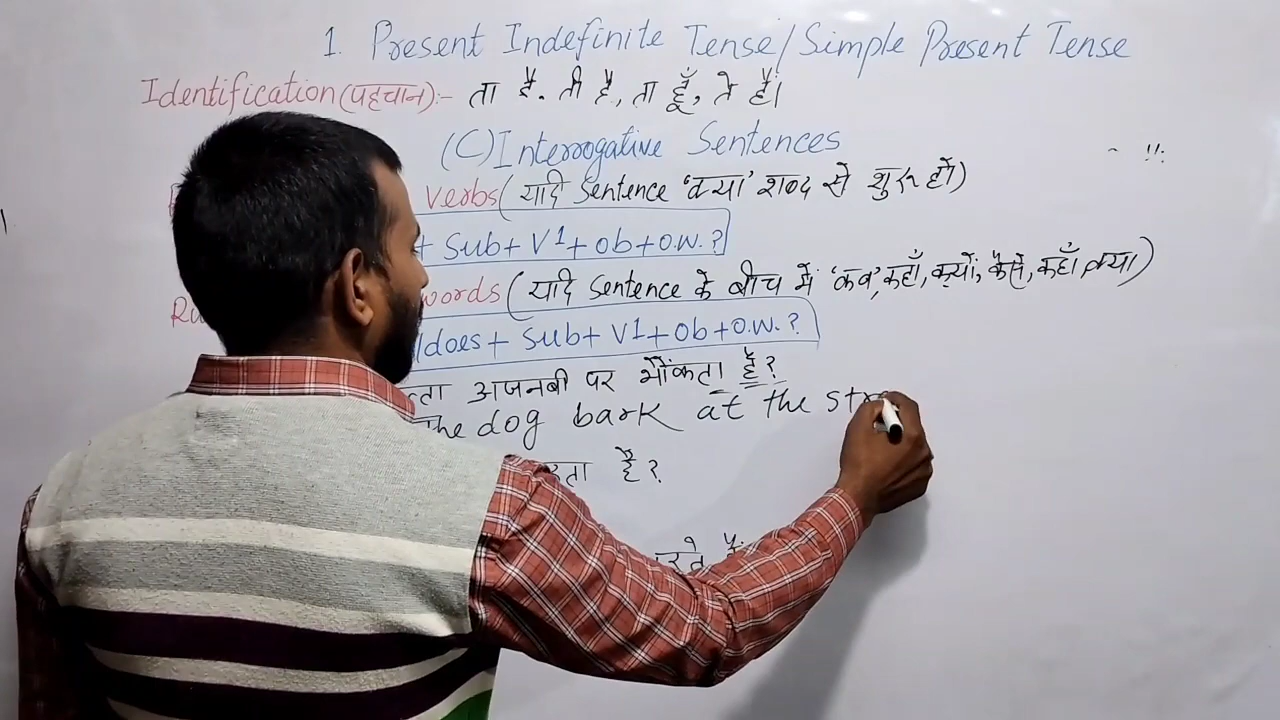 1. Present Indefinite Tense/Simple Present Tense
Identification (पहचान):- ता है. ती है, ता हूँ, ते हैं।
(C) Interrogative Sentences
Verbs (यदि Sentence 'क्या' शब्द से शुरू हो)
+ Sub + V1 + Ob + O.W. ?
words (यदि Sentence के बीच में 'कब', कहाँ, क्यों, कैसे, कहाँ, क्या)
/does + Sub + V1 + Ob + O.W. ?
अजनबी पर भौंकता है?
the dog bark at the str
है?